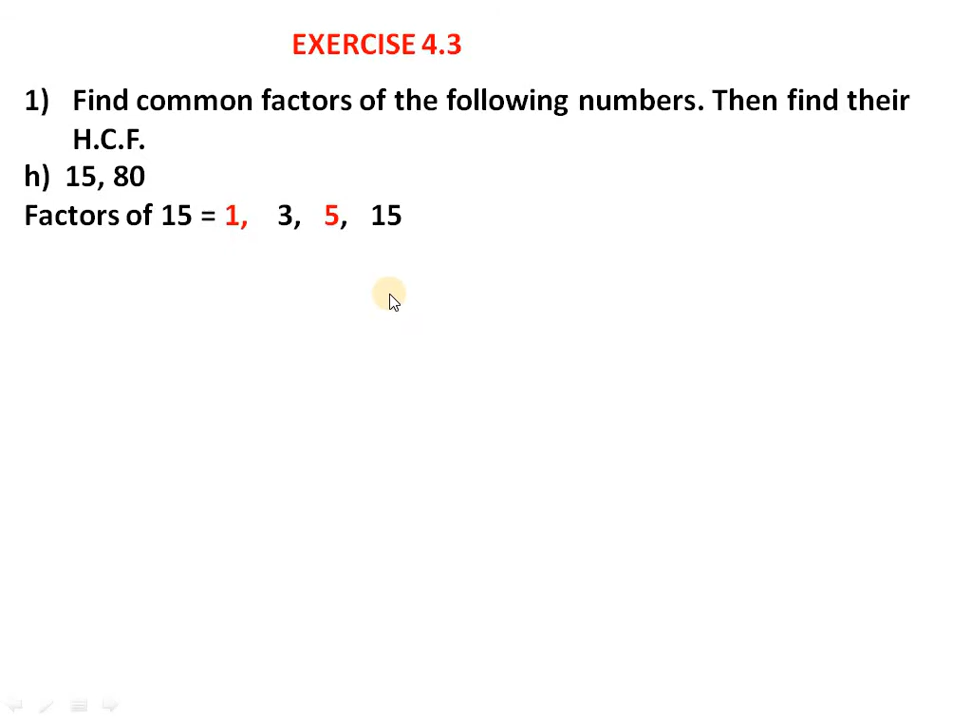 EXERCISE 4.3
1) Find common factors of the following numbers. Then find their
H.C.F.
h) 15, 80
Factors of 15 = 1, 3, 5, 15